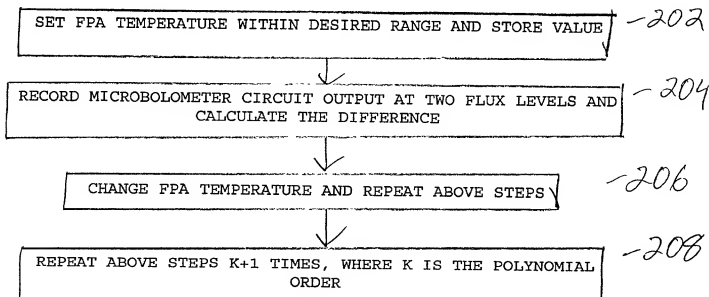 SET FPA TEMPERATURE WITHIN DESIRED RANGE AND STORE VALUE
-202
RECORD MICROBOLOMETER CIRCUIT OUTPUT AT TWO FLUX LEVELS AND
CALCULATE THE DIFFERENCE
-204
CHANGE FPA TEMPERATURE AND REPEAT ABOVE STEPS
-206
REPEAT ABOVE STEPS K+1 TIMES, WHERE K IS THE POLYNOMIAL
ORDER
-208